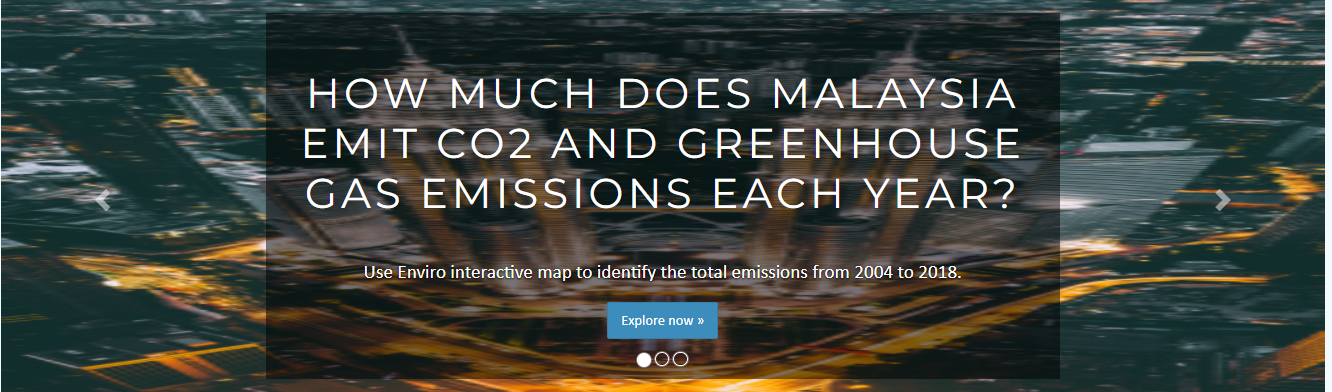 HOW MUCH DOES MALAYSIA
EMIT CO2 AND GREENHOUSE
GAS EMISSIONS EACH YEAR?
Use Enviro interactive map to identify the total emissions from 2004 to 2018.
Explore now »